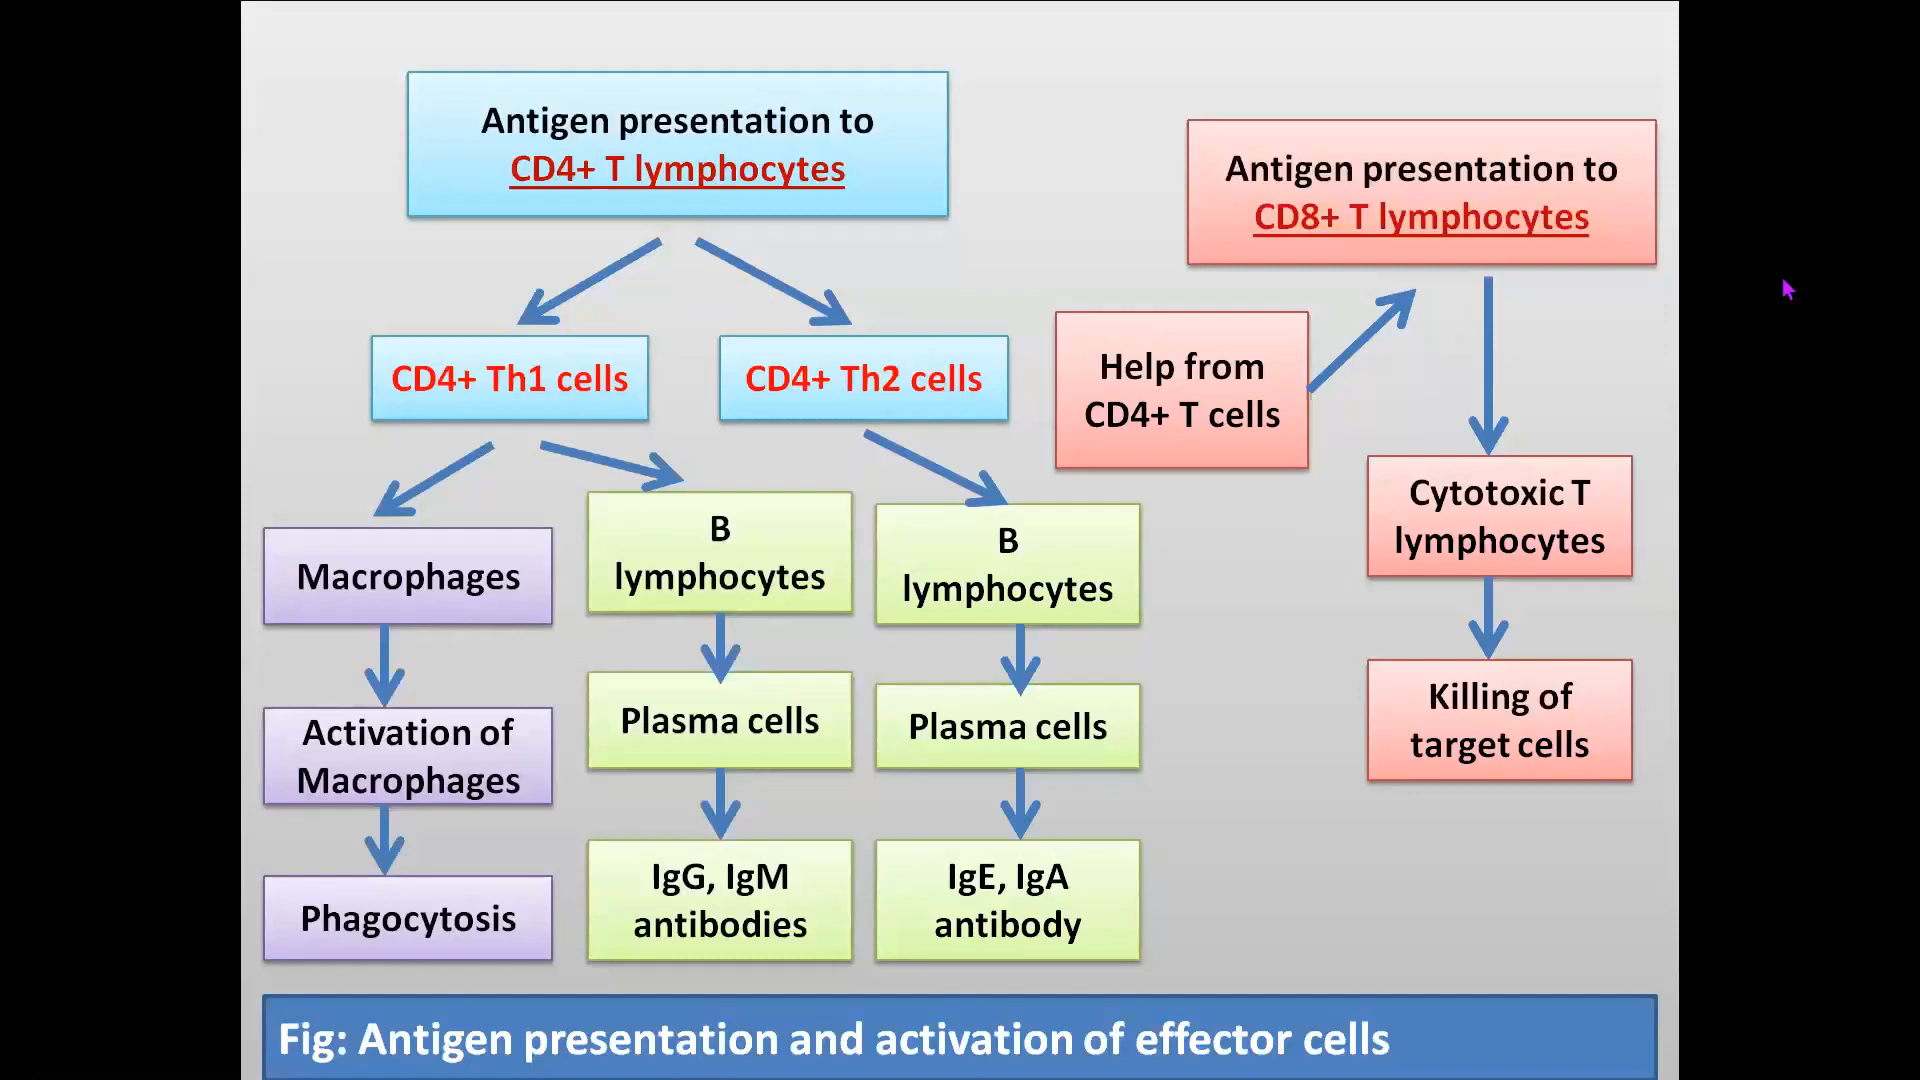 Antigen presentation to
CD4+ T lymphocytes
Antigen presentation to
CD8+ T lymphocytes
CD4+ Th1 cells
CD4+ Th2 cells
Help from
CD4+ T cells
Macrophages
B
lymphocytes
B
lymphocytes
Cytotoxic T
lymphocytes
Activation of
Macrophages
Plasma cells
Plasma cells
Killing of
target cells
Phagocytosis
IgG, IgM
antibodies
IgE, IgA
antibody
Fig: Antigen presentation and activation of effector cells